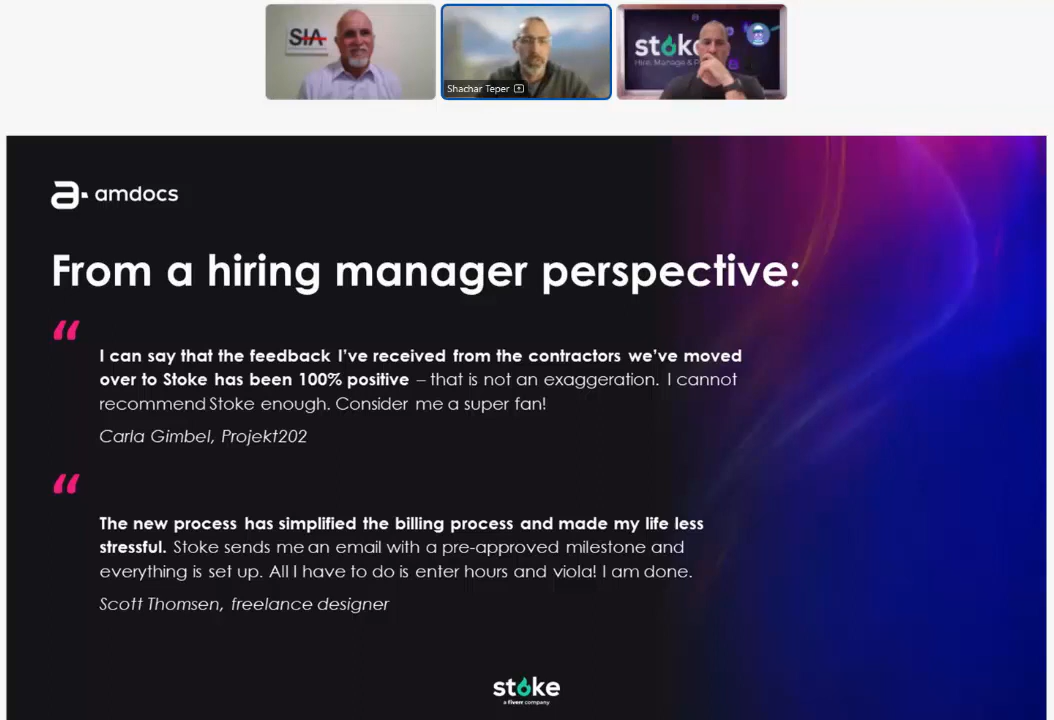 SIA
stoke
Hire, Manage & P
Shachar Teper
amdocs
From a hiring manager perspective:
“
I can say that the feedback I’ve received from the contractors we’ve moved
over to Stoke has been 100% positive – that is not an exaggeration. I cannot
recommend Stoke enough. Consider me a super fan!
Carla Gimbel, Projekt202
“
The new process has simplified the billing process and made my life less
stressful. Stoke sends me an email with a pre-approved milestone and
everything is set up. All I have to do is enter hours and viola! I am done.
Scott Thomsen, freelance designer
stoke
a fiverr company